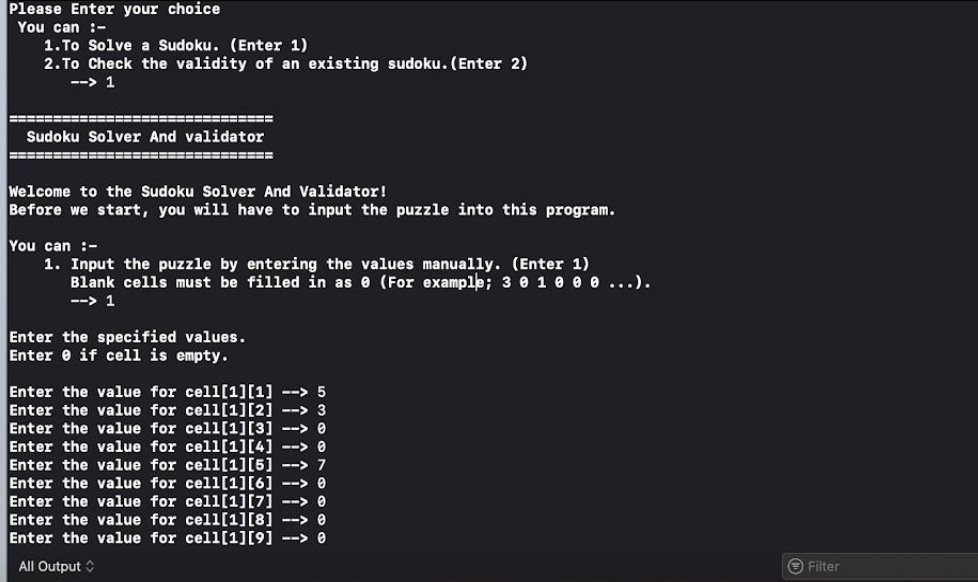 Please Enter your choice
You can :-
1.To Solve a Sudoku. (Enter 1)
2.To Check the validity of an existing sudoku.(Enter 2)
--> 1
==============================
Sudoku Solver And validator
==============================
Welcome to the Sudoku Solver And Validator!
Before we start, you will have to input the puzzle into this program.
You can :-
1. Input the puzzle by entering the values manually. (Enter 1)
Blank cells must be filled in as 0 (For example; 3 0 1 0 0 0 ...).
--> 1
Enter the specified values.
Enter 0 if cell is empty.
Enter the value for cell[1][1] --> 5
Enter the value for cell[1][2] --> 3
Enter the value for cell[1][3] --> 0
Enter the value for cell[1][4] --> 0
Enter the value for cell[1][5] --> 7
Enter the value for cell[1][6] --> 0
Enter the value for cell[1][7] --> 0
Enter the value for cell[1][8] --> 0
Enter the value for cell[1][9] --> 0
All Output
Filter